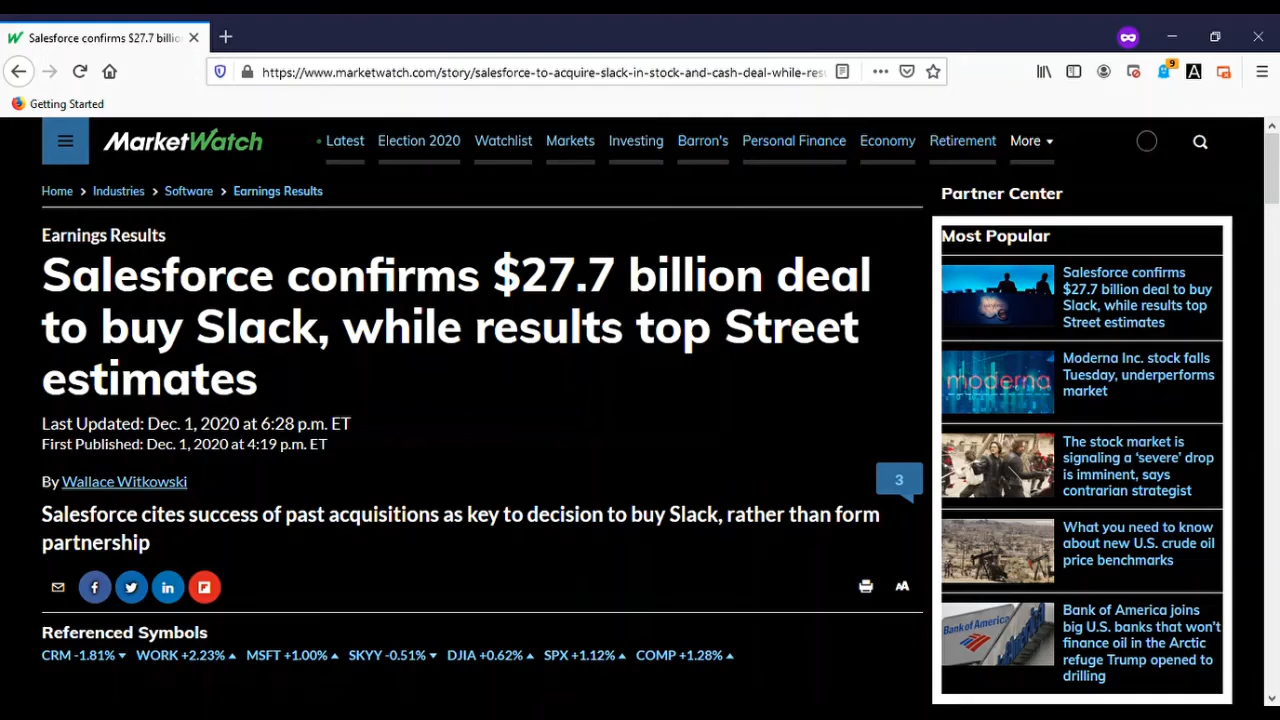 Salesforce confirms $27.7 billio
https://www.marketwatch.com/story/salesforce-to-acquire-slack-in-stock-and-cash-deal-while-res
9
A
Getting Started
MarketWatch
Latest Election 2020 Watchlist Markets Investing Barron's Personal Finance Economy Retirement More
Home > Industries > Software > Earnings Results
Earnings Results
Salesforce confirms $27.7 billion deal
to buy Slack, while results top Street
estimates
Last Updated: Dec. 1, 2020 at 6:28 p.m. ET
First Published: Dec. 1, 2020 at 4:19 p.m. ET
By Wallace Witkowski
3
Salesforce cites success of past acquisitions as key to decision to buy Slack, rather than form
partnership
AA
Referenced Symbols
CRM -1.81% WORK +2.23% MSFT +1.00% SKYY -0.51% DJIA +0.62% SPX +1.12% COMP +1.28%
Partner Center
Most Popular
Salesforce confirms
$27.7 billion deal to buy
Slack, while results top
Street estimates
moderna
Moderna Inc. stock falls
Tuesday, underperforms
market
The stock market is
signaling a ‘severe’ drop
is imminent, says
contrarian strategist
What you need to know
about new U.S. crude oil
price benchmarks
Bank of America
Bank of America joins
big U.S. banks that won’t
finance oil in the Arctic
refuge Trump opened to
drilling